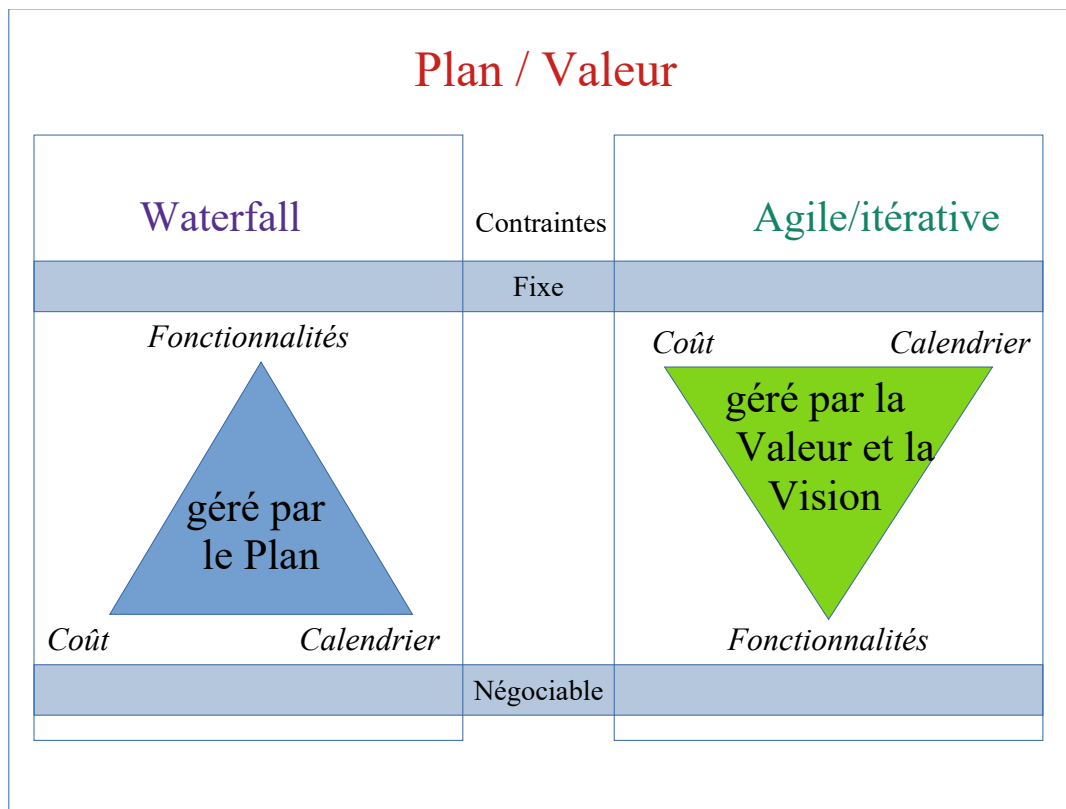 Plan / Valeur
Waterfall
Contraintes
Agile/itérative
Fixe
Fonctionnalités
géré par
le Plan
Coût
Calendrier
Coût
Calendrier
géré par la
Valeur et la
Vision
Fonctionnalités
Négociable